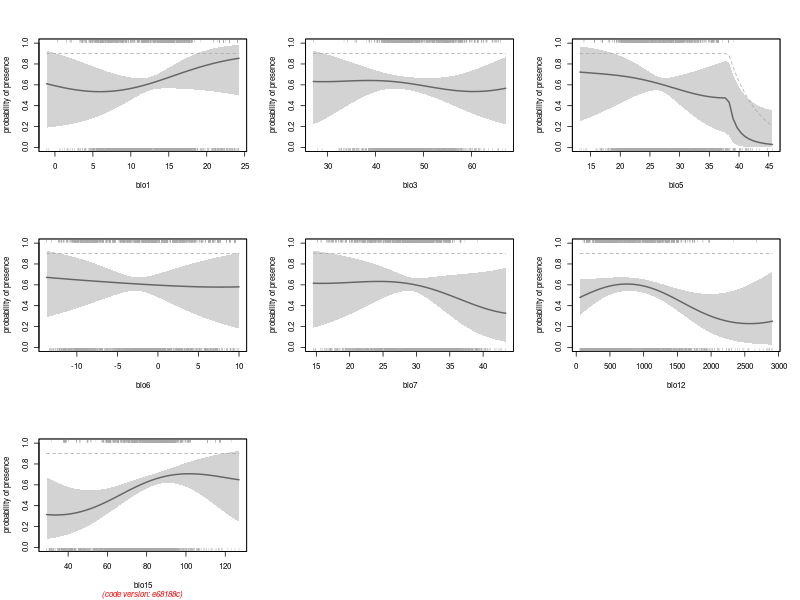 probability of presence
0.0 0.2 0.4 0.6 0.8 1.0
0 5 10 15 20 25
bio1
probability of presence
0.0 0.2 0.4 0.6 0.8 1.0
30 40 50 60
bio3
probability of presence
0.0 0.2 0.4 0.6 0.8 1.0
15 20 25 30 35 40 45
bio5
probability of presence
0.0 0.2 0.4 0.6 0.8 1.0
-10 -5 0 5 10
bio6
probability of presence
0.0 0.2 0.4 0.6 0.8 1.0
15 20 25 30 35 40
bio7
probability of presence
0.0 0.2 0.4 0.6 0.8 1.0
0 500 1000 1500 2000 2500 3000
bio12
probability of presence
0.0 0.2 0.4 0.6 0.8 1.0
40 60 80 100 120
bio15
(code version: e68188c)